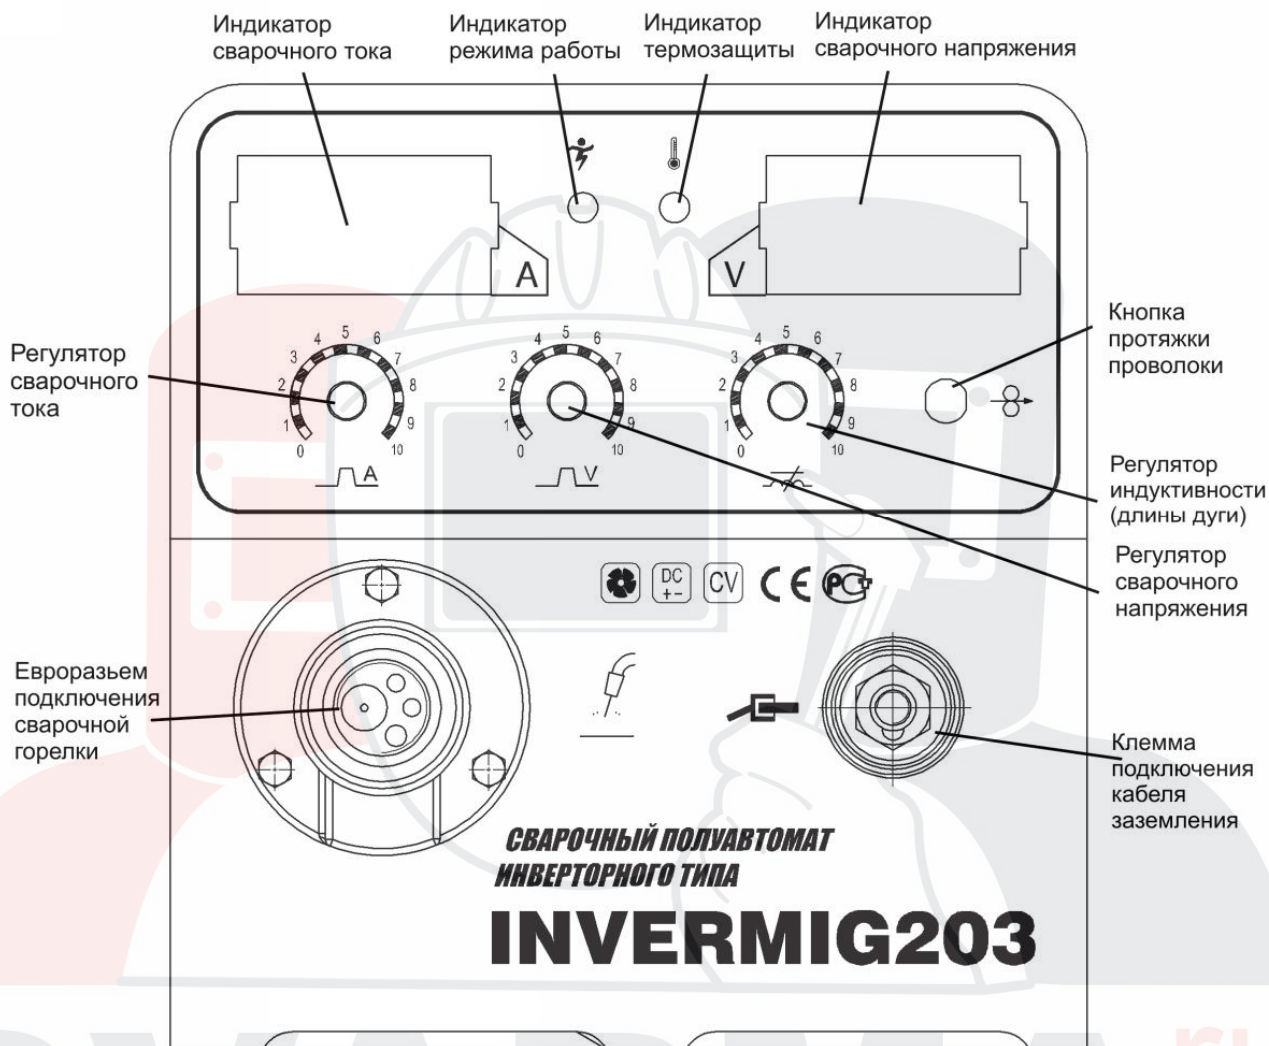 Индикатор
сварочного тока
Индикатор
режима работы
Индикатор
термозащиты
Индикатор
сварочного напряжения
A
V
Регулятор
сварочного
тока
0 1 2 3 4 5 6 7 8 9 10
0 1 2 3 4 5 6 7 8 9 10
0 1 2 3 4 5 6 7 8 9 10
A
V
Кнопка
протяжки
проволоки
Регулятор
индуктивности
(длины дуги)
Регулятор
сварочного
напряжения
DC
+ -
CV
CE
РСТ
Евроразьем
подключения
сварочной
горелки
Клемма
подключения
кабеля
заземления
СВАРОЧНЫЙ ПОЛУАВТОМАТ
ИНВЕРТОРНОГО ТИПА
INVERMIG203